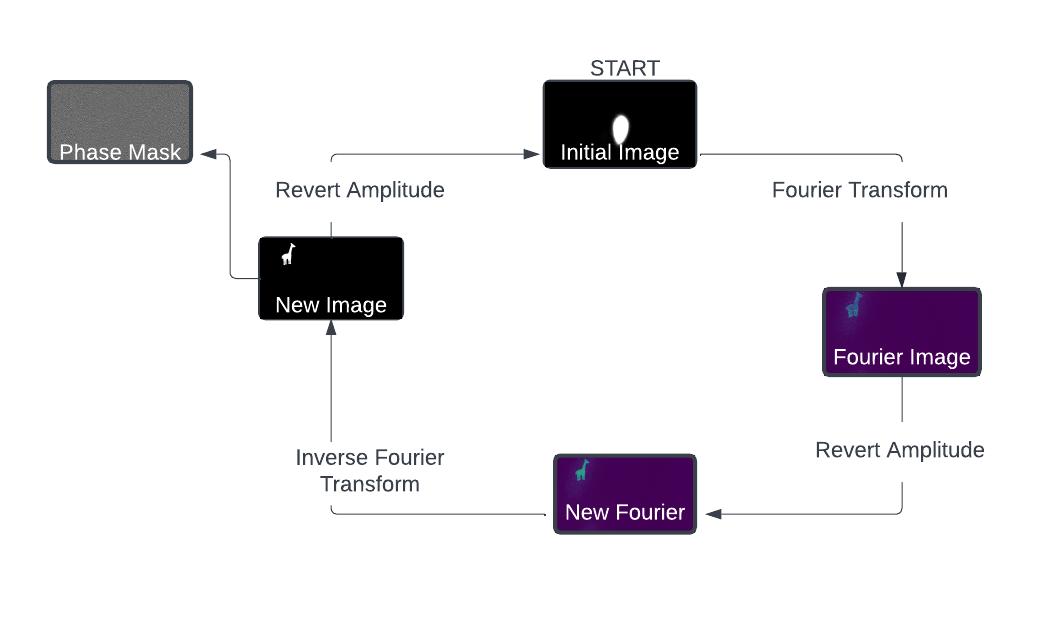 START
Initial Image
Phase Mask
Revert Amplitude
Fourier Transform
New Image
Fourier Image
Revert Amplitude
Inverse Fourier
Transform
New Fourier